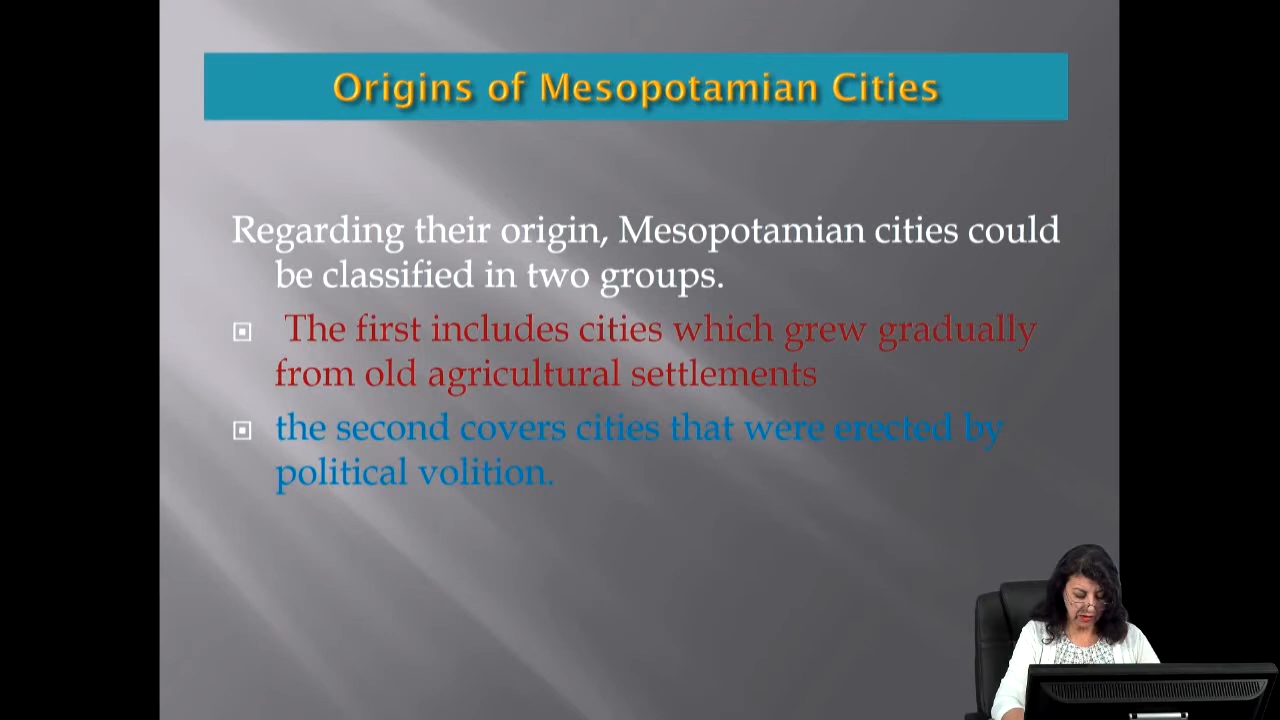 Origins of Mesopotamian Cities
Regarding their origin, Mesopotamian cities could
be classified in two groups.
The first includes cities which grew gradually
from old agricultural settlements
the second covers cities that were erected by
political volition.